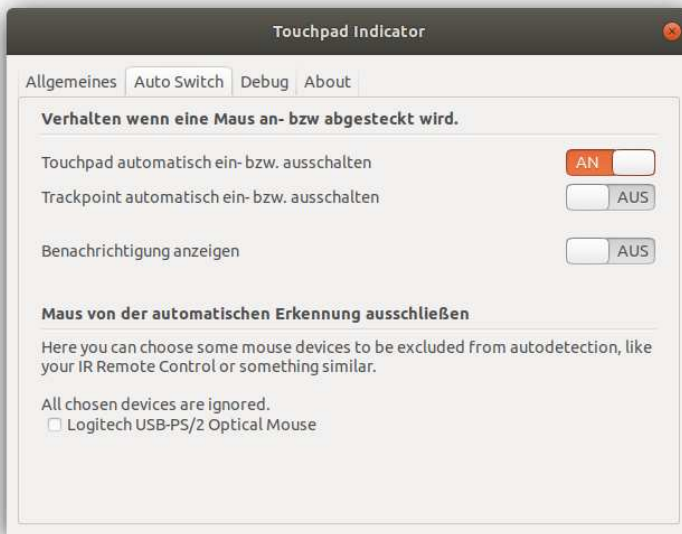 Touchpad Indicator
Allgemeines Auto Switch Debug About
Verhalten wenn eine Maus an- bzw abgesteckt wird.
Touchpad automatisch ein- bzw. ausschalten AN
Trackpoint automatisch ein- bzw. ausschalten AUS
Benachrichtigung anzeigen AUS
Maus von der automatischen Erkennung ausschließen
Here you can choose some mouse devices to be excluded from autodetection, like
your IR Remote Control or something similar.
All chosen devices are ignored.
Logitech USB-PS/2 Optical Mouse